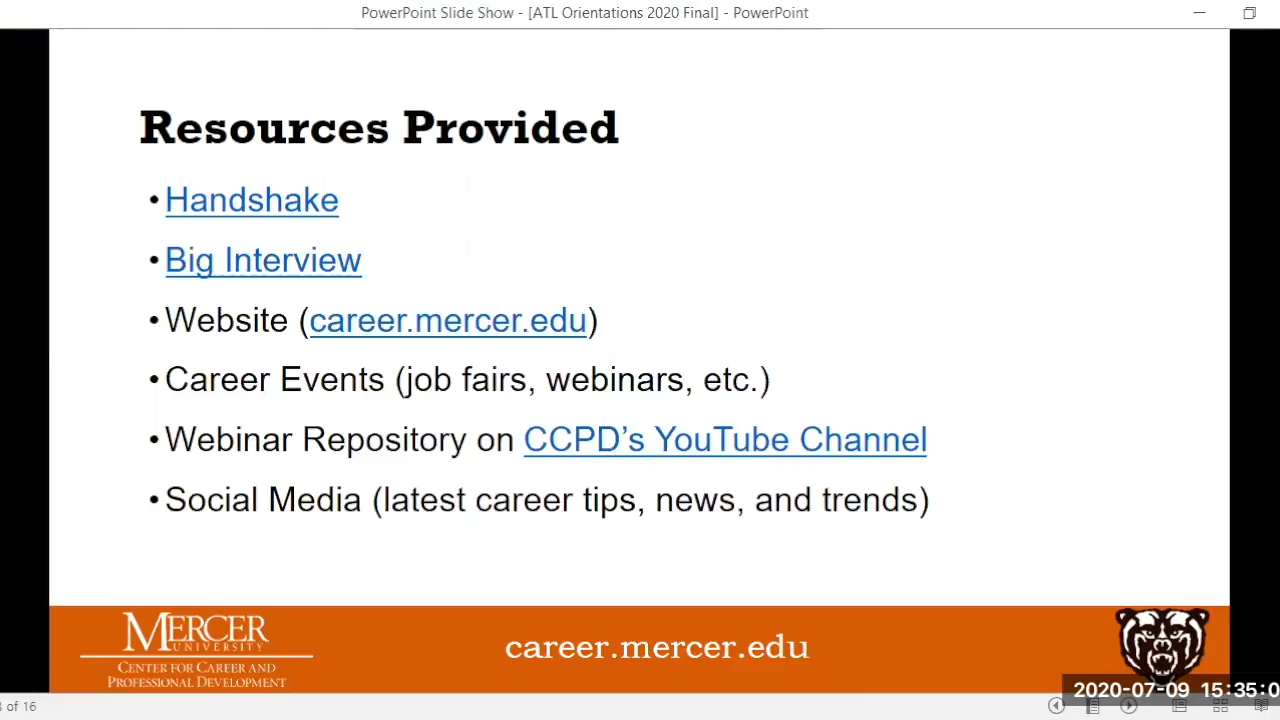 PowerPoint Slide Show - [ATL Orientations 2020 Final] - PowerPoint
Resources Provided
•Handshake
•Big Interview
•Website (career.mercer.edu)
•Career Events (job fairs, webinars, etc.)
•Webinar Repository on CCPD's YouTube Channel
•Social Media (latest career tips, news, and trends)
MERCER
UNIVERSITY
CENTER FOR CAREER AND
PROFESSIONAL DEVELOPMENT
career.mercer.edu
2020-07-09 15:35:0
of 16